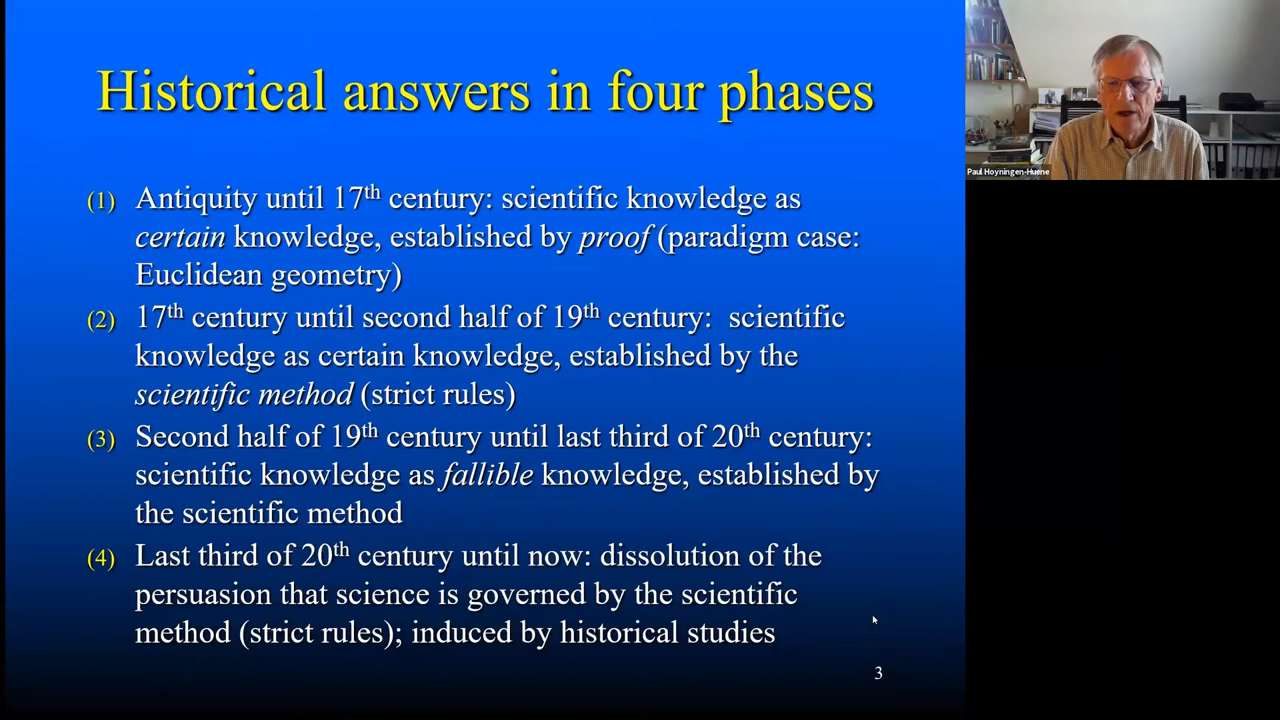 Historical answers in four phases
Paul Hoyningen-Huene
(1) Antiquity until 17th century: scientific knowledge as
certain knowledge, established by proof (paradigm case:
Euclidean geometry)
(2) 17th century until second half of 19th century: scientific
knowledge as certain knowledge, established by the
scientific method (strict rules)
(3) Second half of 19th century until last third of 20th century:
scientific knowledge as fallible knowledge, established by
the scientific method
(4) Last third of 20th century until now: dissolution of the
persuasion that science is governed by the scientific
method (strict rules); induced by historical studies
3